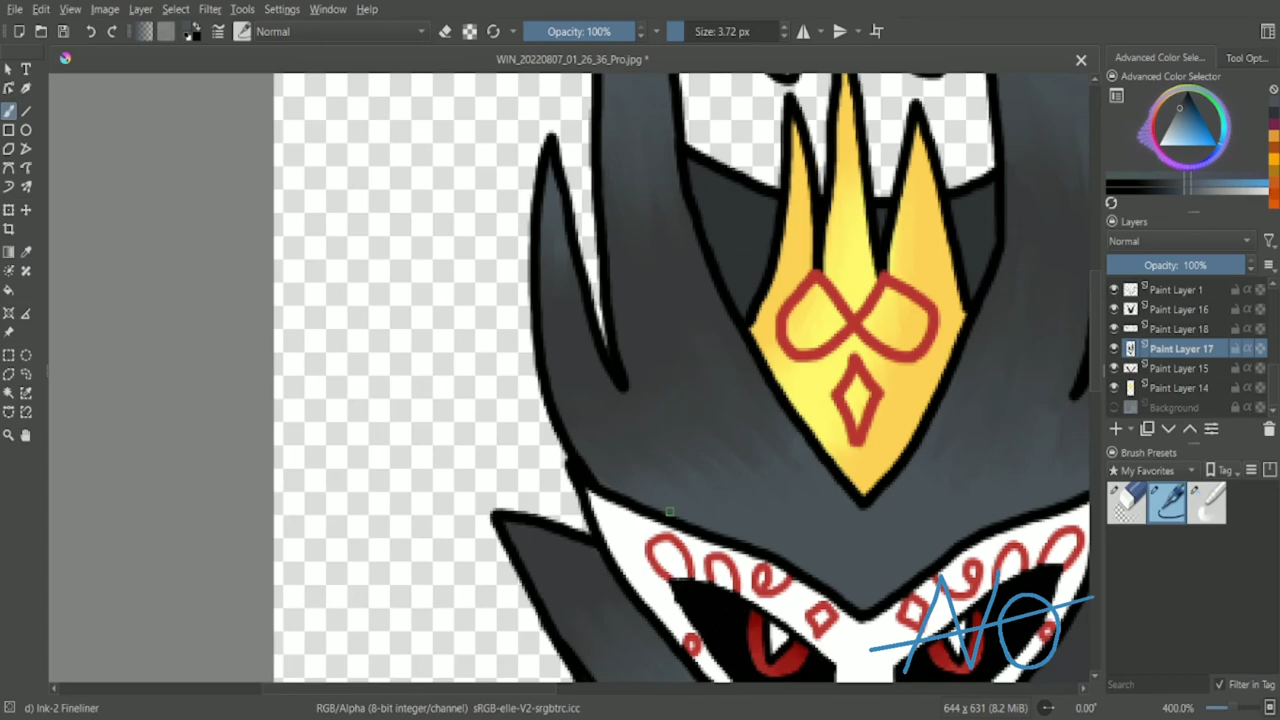 File Edit View Image Layer Select Filter Tools Settings Window Help
Normal Opacity: 100% Size: 3.72 px
WIN_20220807_01_26_36_Pro.jpg *
Advanced Color Sele... Tool Opt...
Advanced Color Selector
Layers
Normal
Opacity: 100%
Paint Layer 1
Paint Layer 16
Paint Layer 18
Paint Layer 17
Paint Layer 15
Paint Layer 14
Background
Brush Presets
My Favorites Tag
Search Filter in Tag
d) Ink-2 Fineliner RGB/Alpha (8-bit integer/channel) sRGB-elle-V2-srgbtrc.icc 644 x 631 (8.2 MiB) 0.00° 400.0%